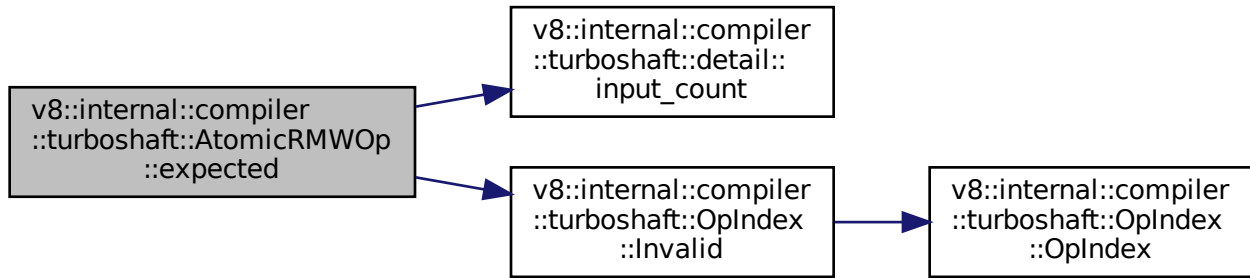 v8::internal::compiler
::turboshaft::AtomicRMWOp
::expected
v8::internal::compiler
::turboshaft::detail::
input_count
v8::internal::compiler
::turboshaft::OpIndex
::Invalid
v8::internal::compiler
::turboshaft::OpIndex
::OpIndex